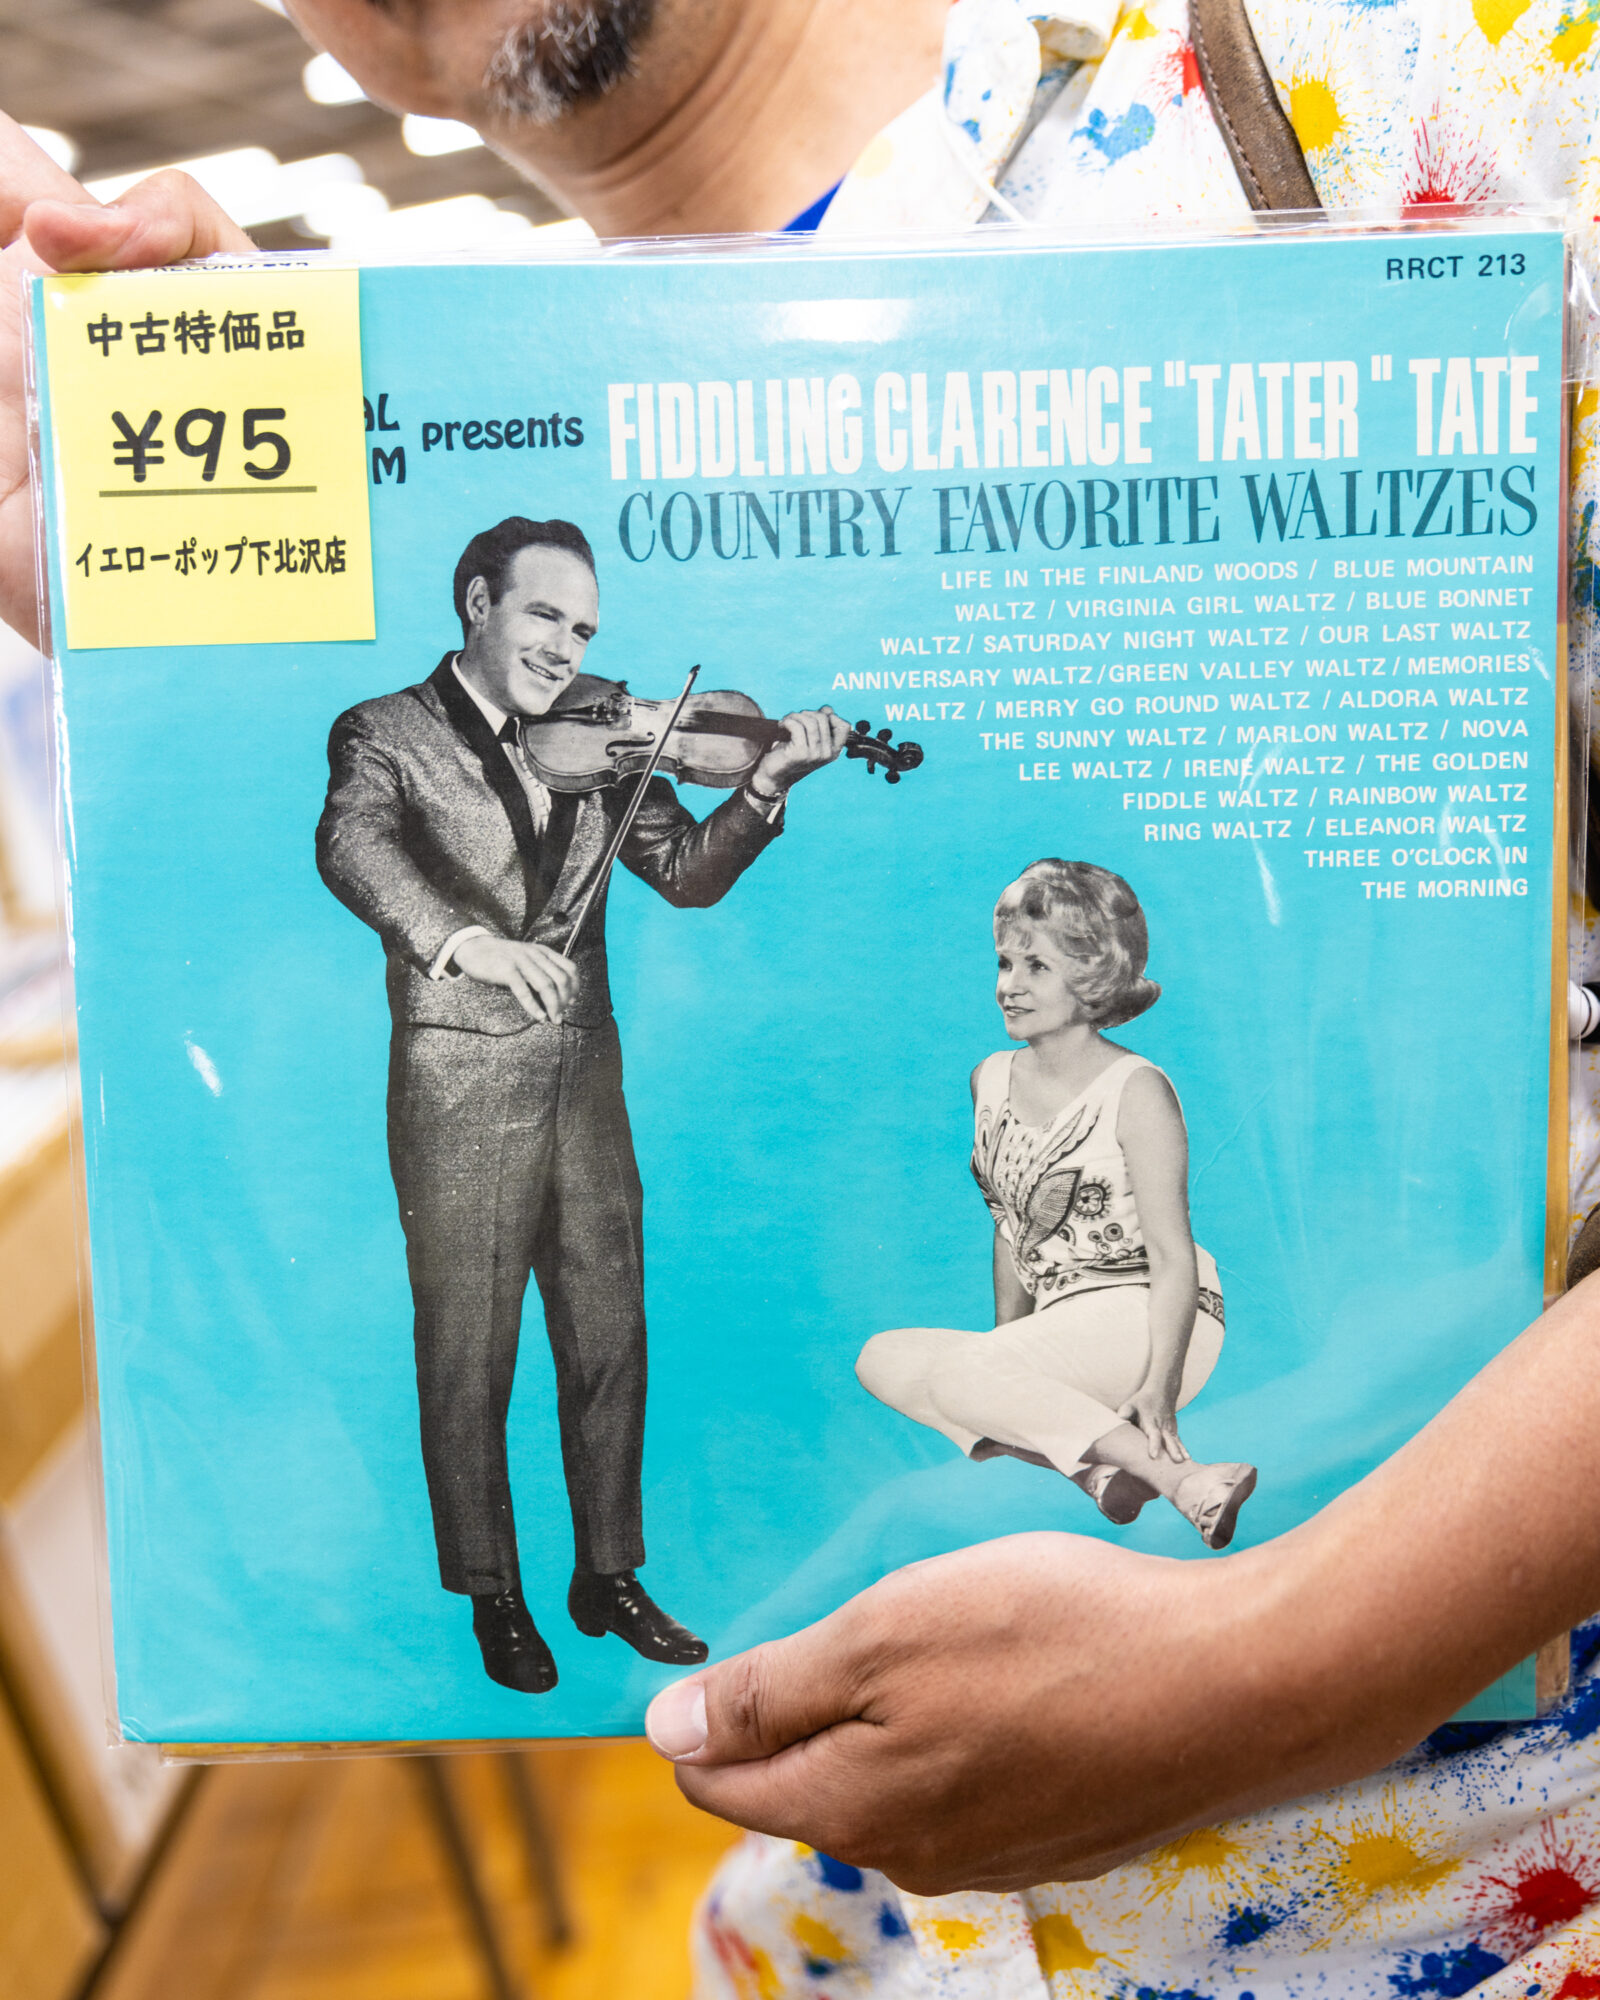 中古特価品
¥95
イエローポップ下北沢店
RRCT 213
presents
FIDDLING CLARENCE "TATER" TATE
COUNTRY FAVORITE WALTZES
LIFE IN THE FINLAND WOODS / BLUE MOUNTAIN
WALTZ / VIRGINIA GIRL WALTZ / BLUE BONNET
WALTZ / SATURDAY NIGHT WALTZ / OUR LAST WALTZ
ANNIVERSARY WALTZ/GREEN VALLEY WALTZ / MEMORIES
WALTZ / MERRY GO ROUND WALTZ / ALDORA WALTZ
THE SUNNY WALTZ / MARLON WALTZ / NOVA
LEE WALTZ / IRENE WALTZ / THE GOLDEN
FIDDLE WALTZ / RAINBOW WALTZ
RING WALTZ / ELEANOR WALTZ
THREE O'CLOCK IN
THE MORNING